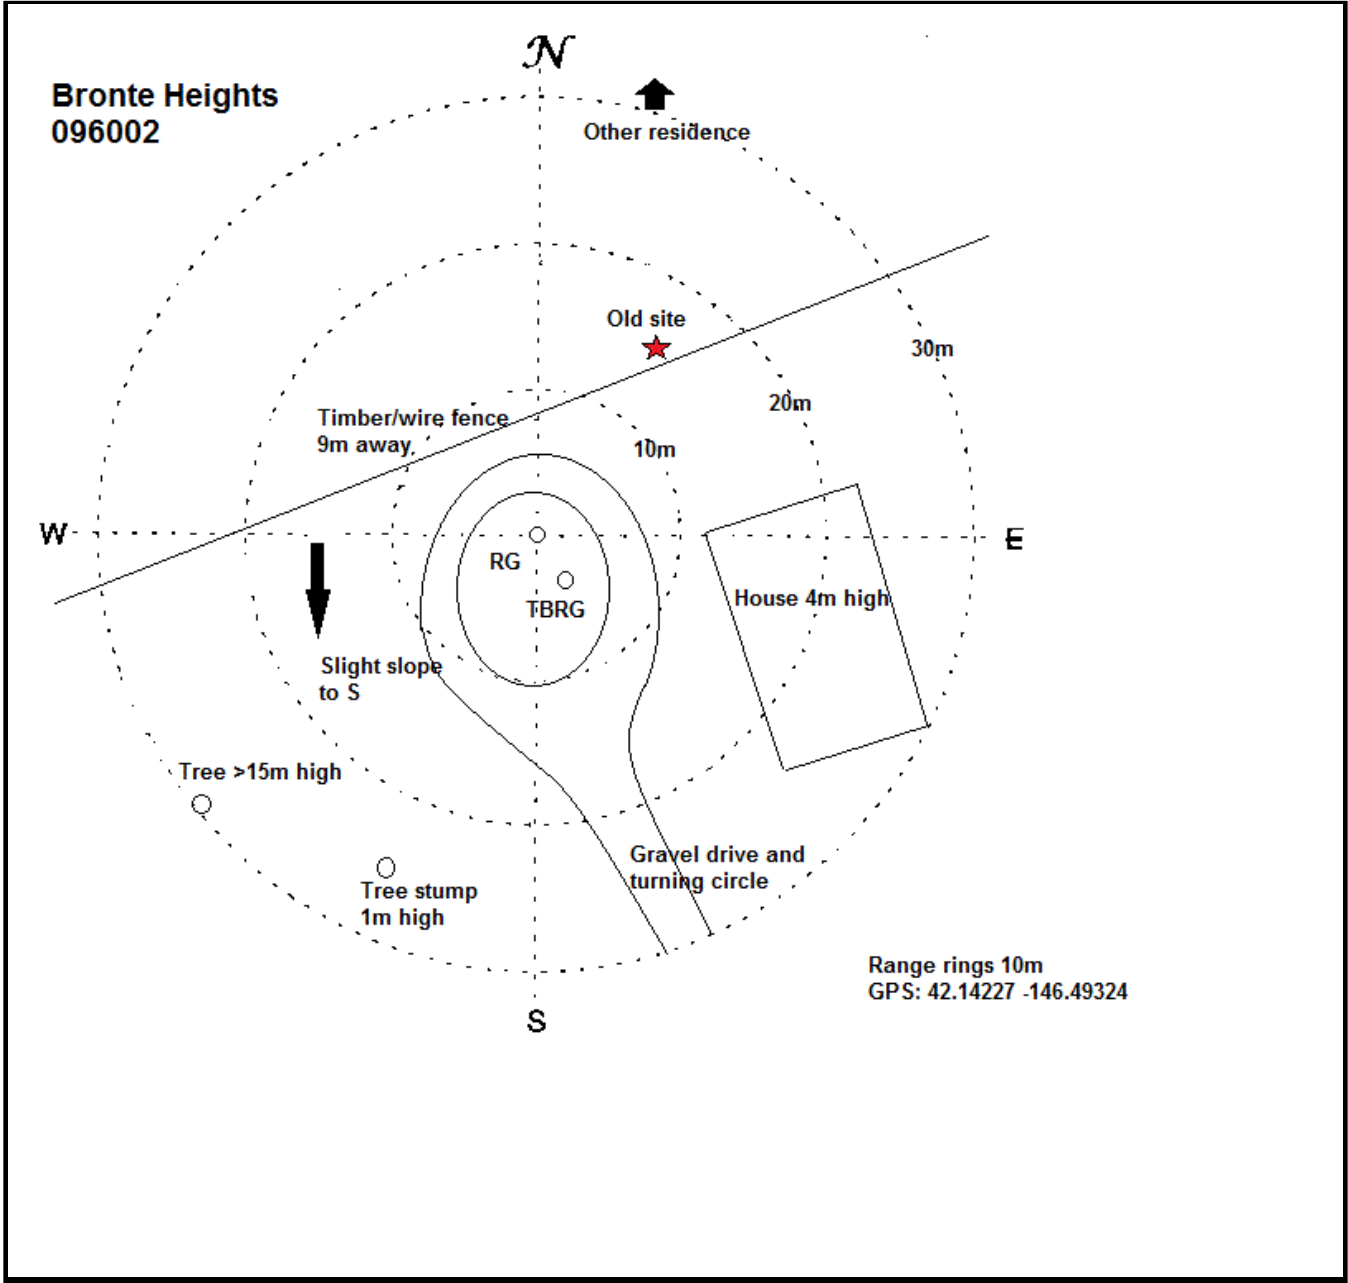 N
Bronte Heights
096002
Other residence
Old site
30m
20m
Timber/wire fence
9m away
10m
W
E
RG
TBRG
House 4m high
Slight slope
to S
Tree >15m high
Gravel drive and
turning circle
Tree stump
1m high
Range rings 10m
GPS: 42.14227 -146.49324
S